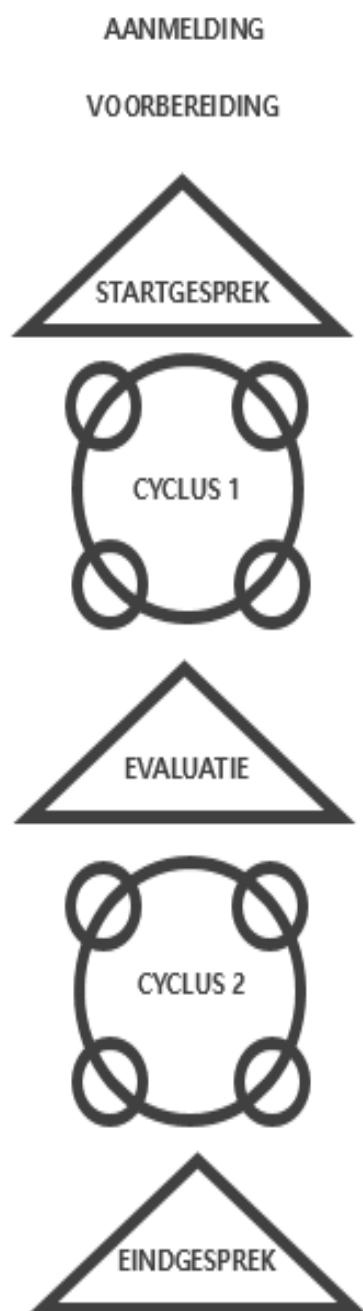 AANMELDING
VOORBEREIDING
STARTGESPREK
CYCLUS 1
EVALUATIE
CYCLUS 2
EINDGESPREK